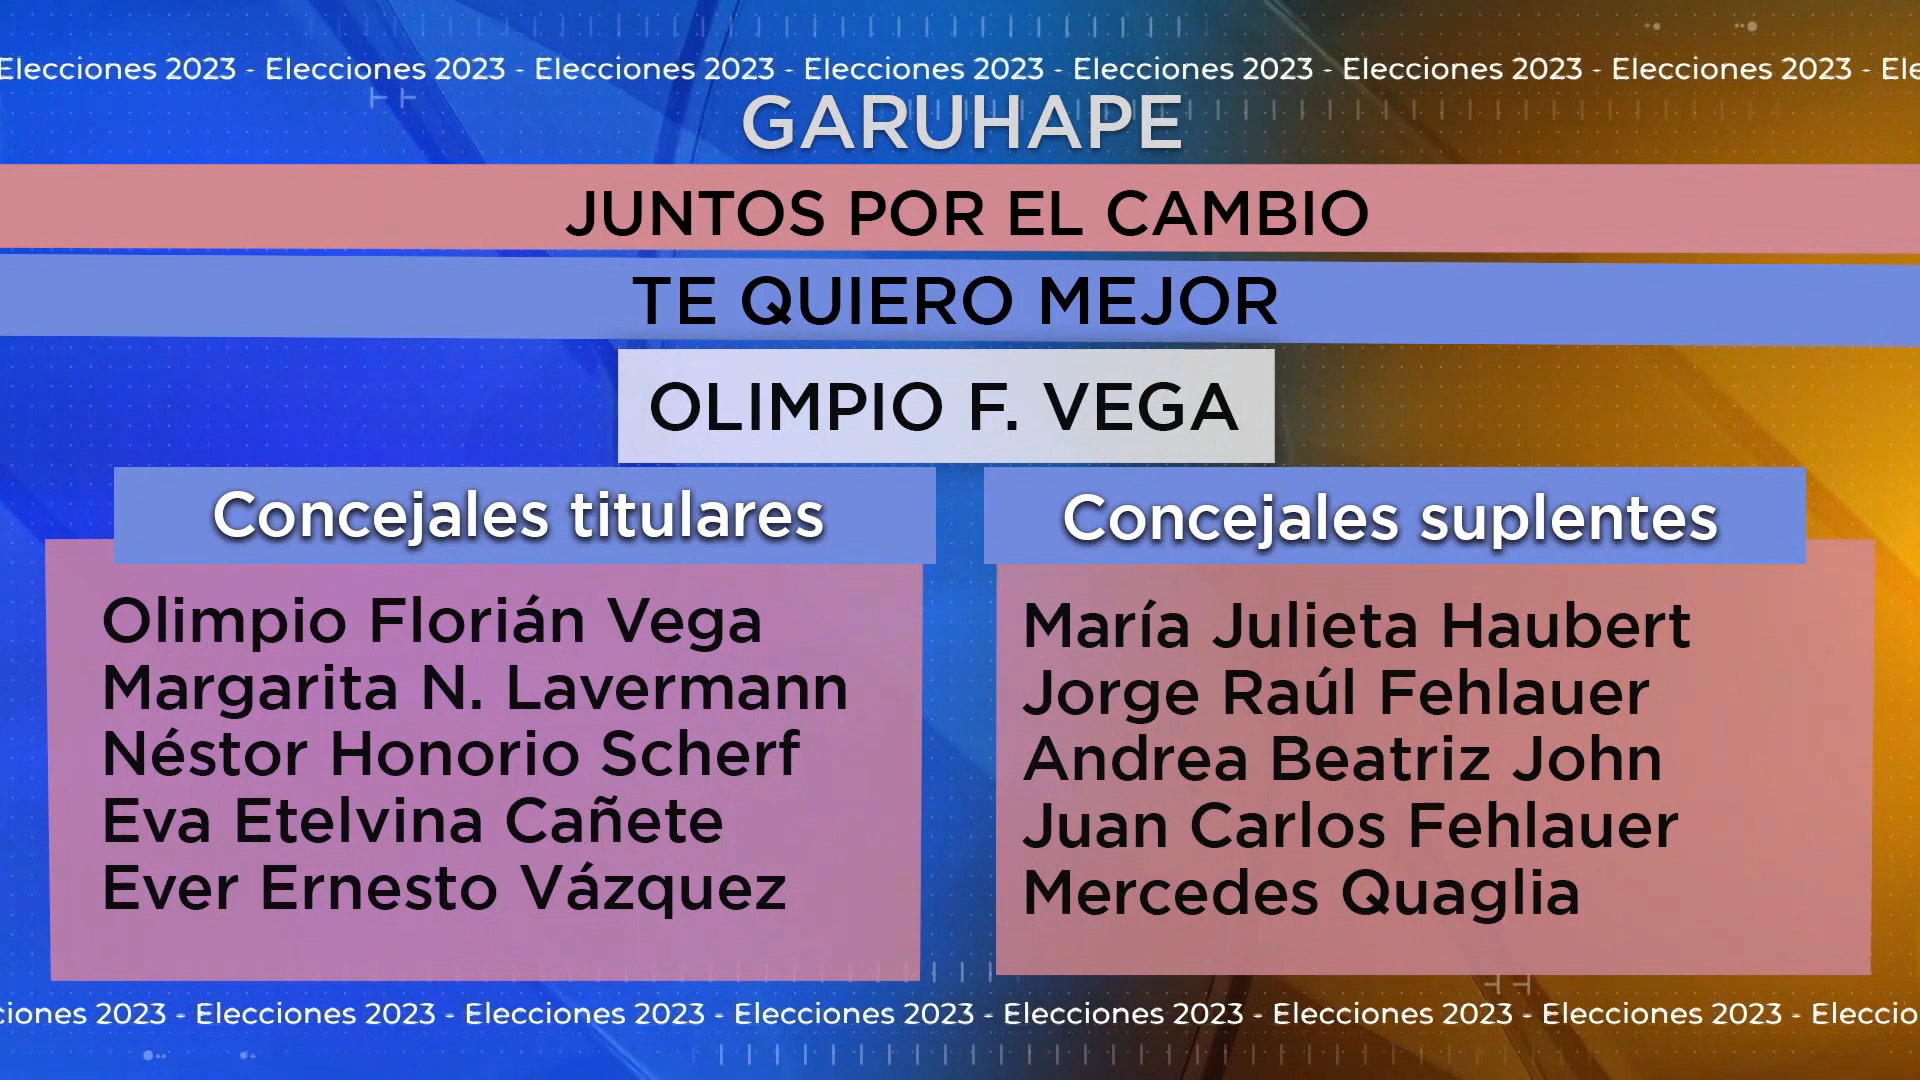 Elecciones 2023 - Elecciones 2023 - Elecciones 2023 - Elecciones 2023 - Elecciones 2023 - Elecciones 2023 - Elecciones 2023 - Ele
GARUHAPE
JUNTOS POR EL CAMBIO
TE QUIERO MEJOR
OLIMPIO F. VEGA
Concejales titulares
Olimpio Florián Vega
Margarita N. Lavermann
Néstor Honorio Scherf
Eva Etelvina Cañete
Ever Ernesto Vázquez
Concejales suplentes
María Julieta Haubert
Jorge Raúl Fehlauer
Andrea Beatriz John
Juan Carlos Fehlauer
Mercedes Quaglia
ciones 2023 - Elecciones 2023 - Elecciones 2023 - Elecciones 2023 - Elecciones 2023 - Elecciones 2023 - Elecciones 2023 - Eleccio